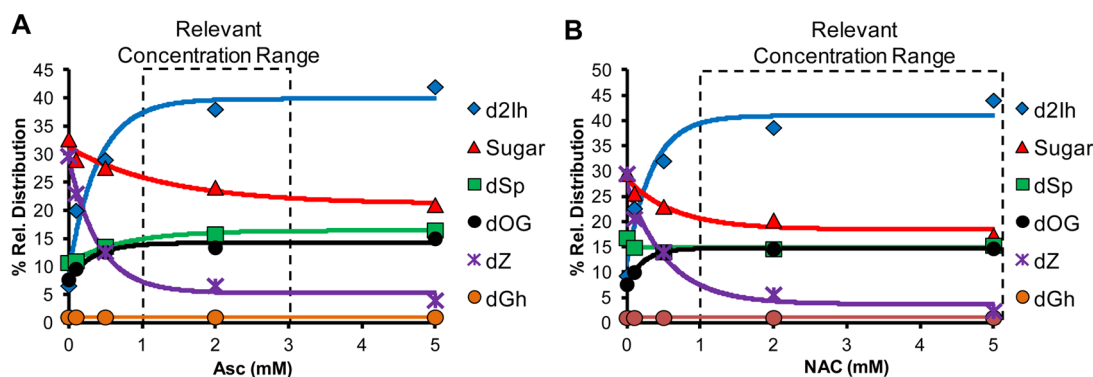 A
Relevant
Concentration Range
45
40
35
30
25
20
15
10
5
0
% Rel. Distribution
0
1
2
3
4
5
Asc (mM)
d2Ih
Sugar
dSp
dOG
dZ
dGh
B
Relevant
Concentration Range
50
45
40
35
30
25
20
15
10
5
0
% Rel. Distribution
0
1
2
3
4
5
NAC (mM)
d2Ih
Sugar
dSp
dOG
dZ
dGh